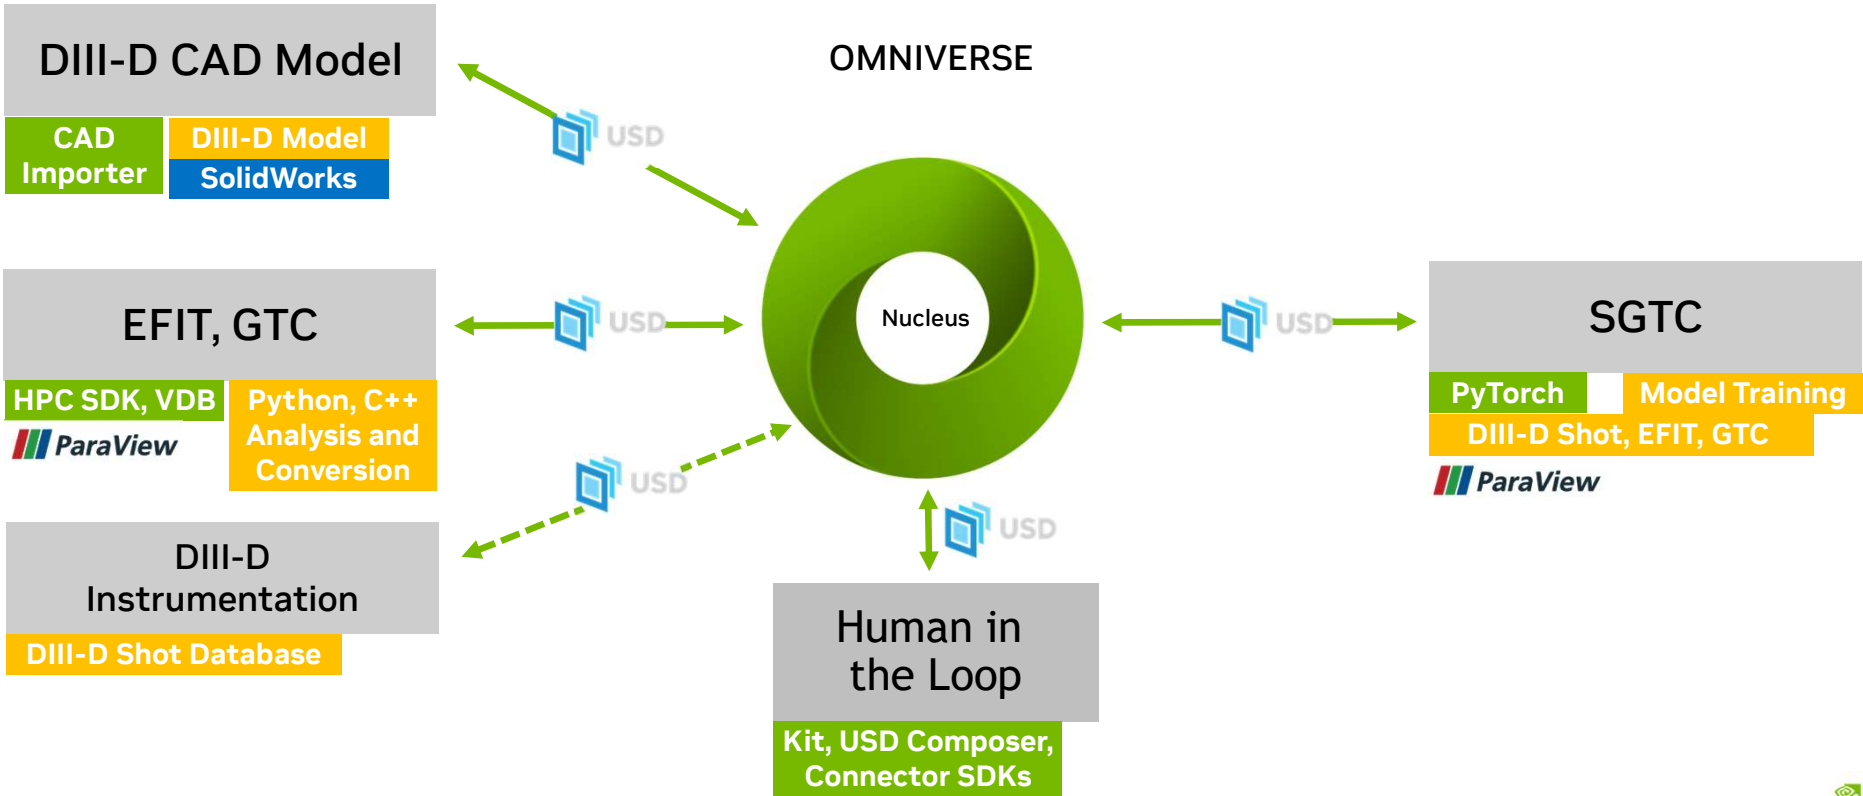 DIII-D CAD Model
CAD
Importer
DIII-D Model
SolidWorks
USD
OMNIVERSE
EFIT, GTC
HPC SDK, VDB
ParaView
Python, C++
Analysis and
Conversion
USD
Nucleus
USD
SGTC
PyTorch
Model Training
DIII-D Shot, EFIT, GTC
ParaView
DIII-D
Instrumentation
DIII-D Shot Database
USD
USD
Human in
the Loop
Kit, USD Composer,
Connector SDKs